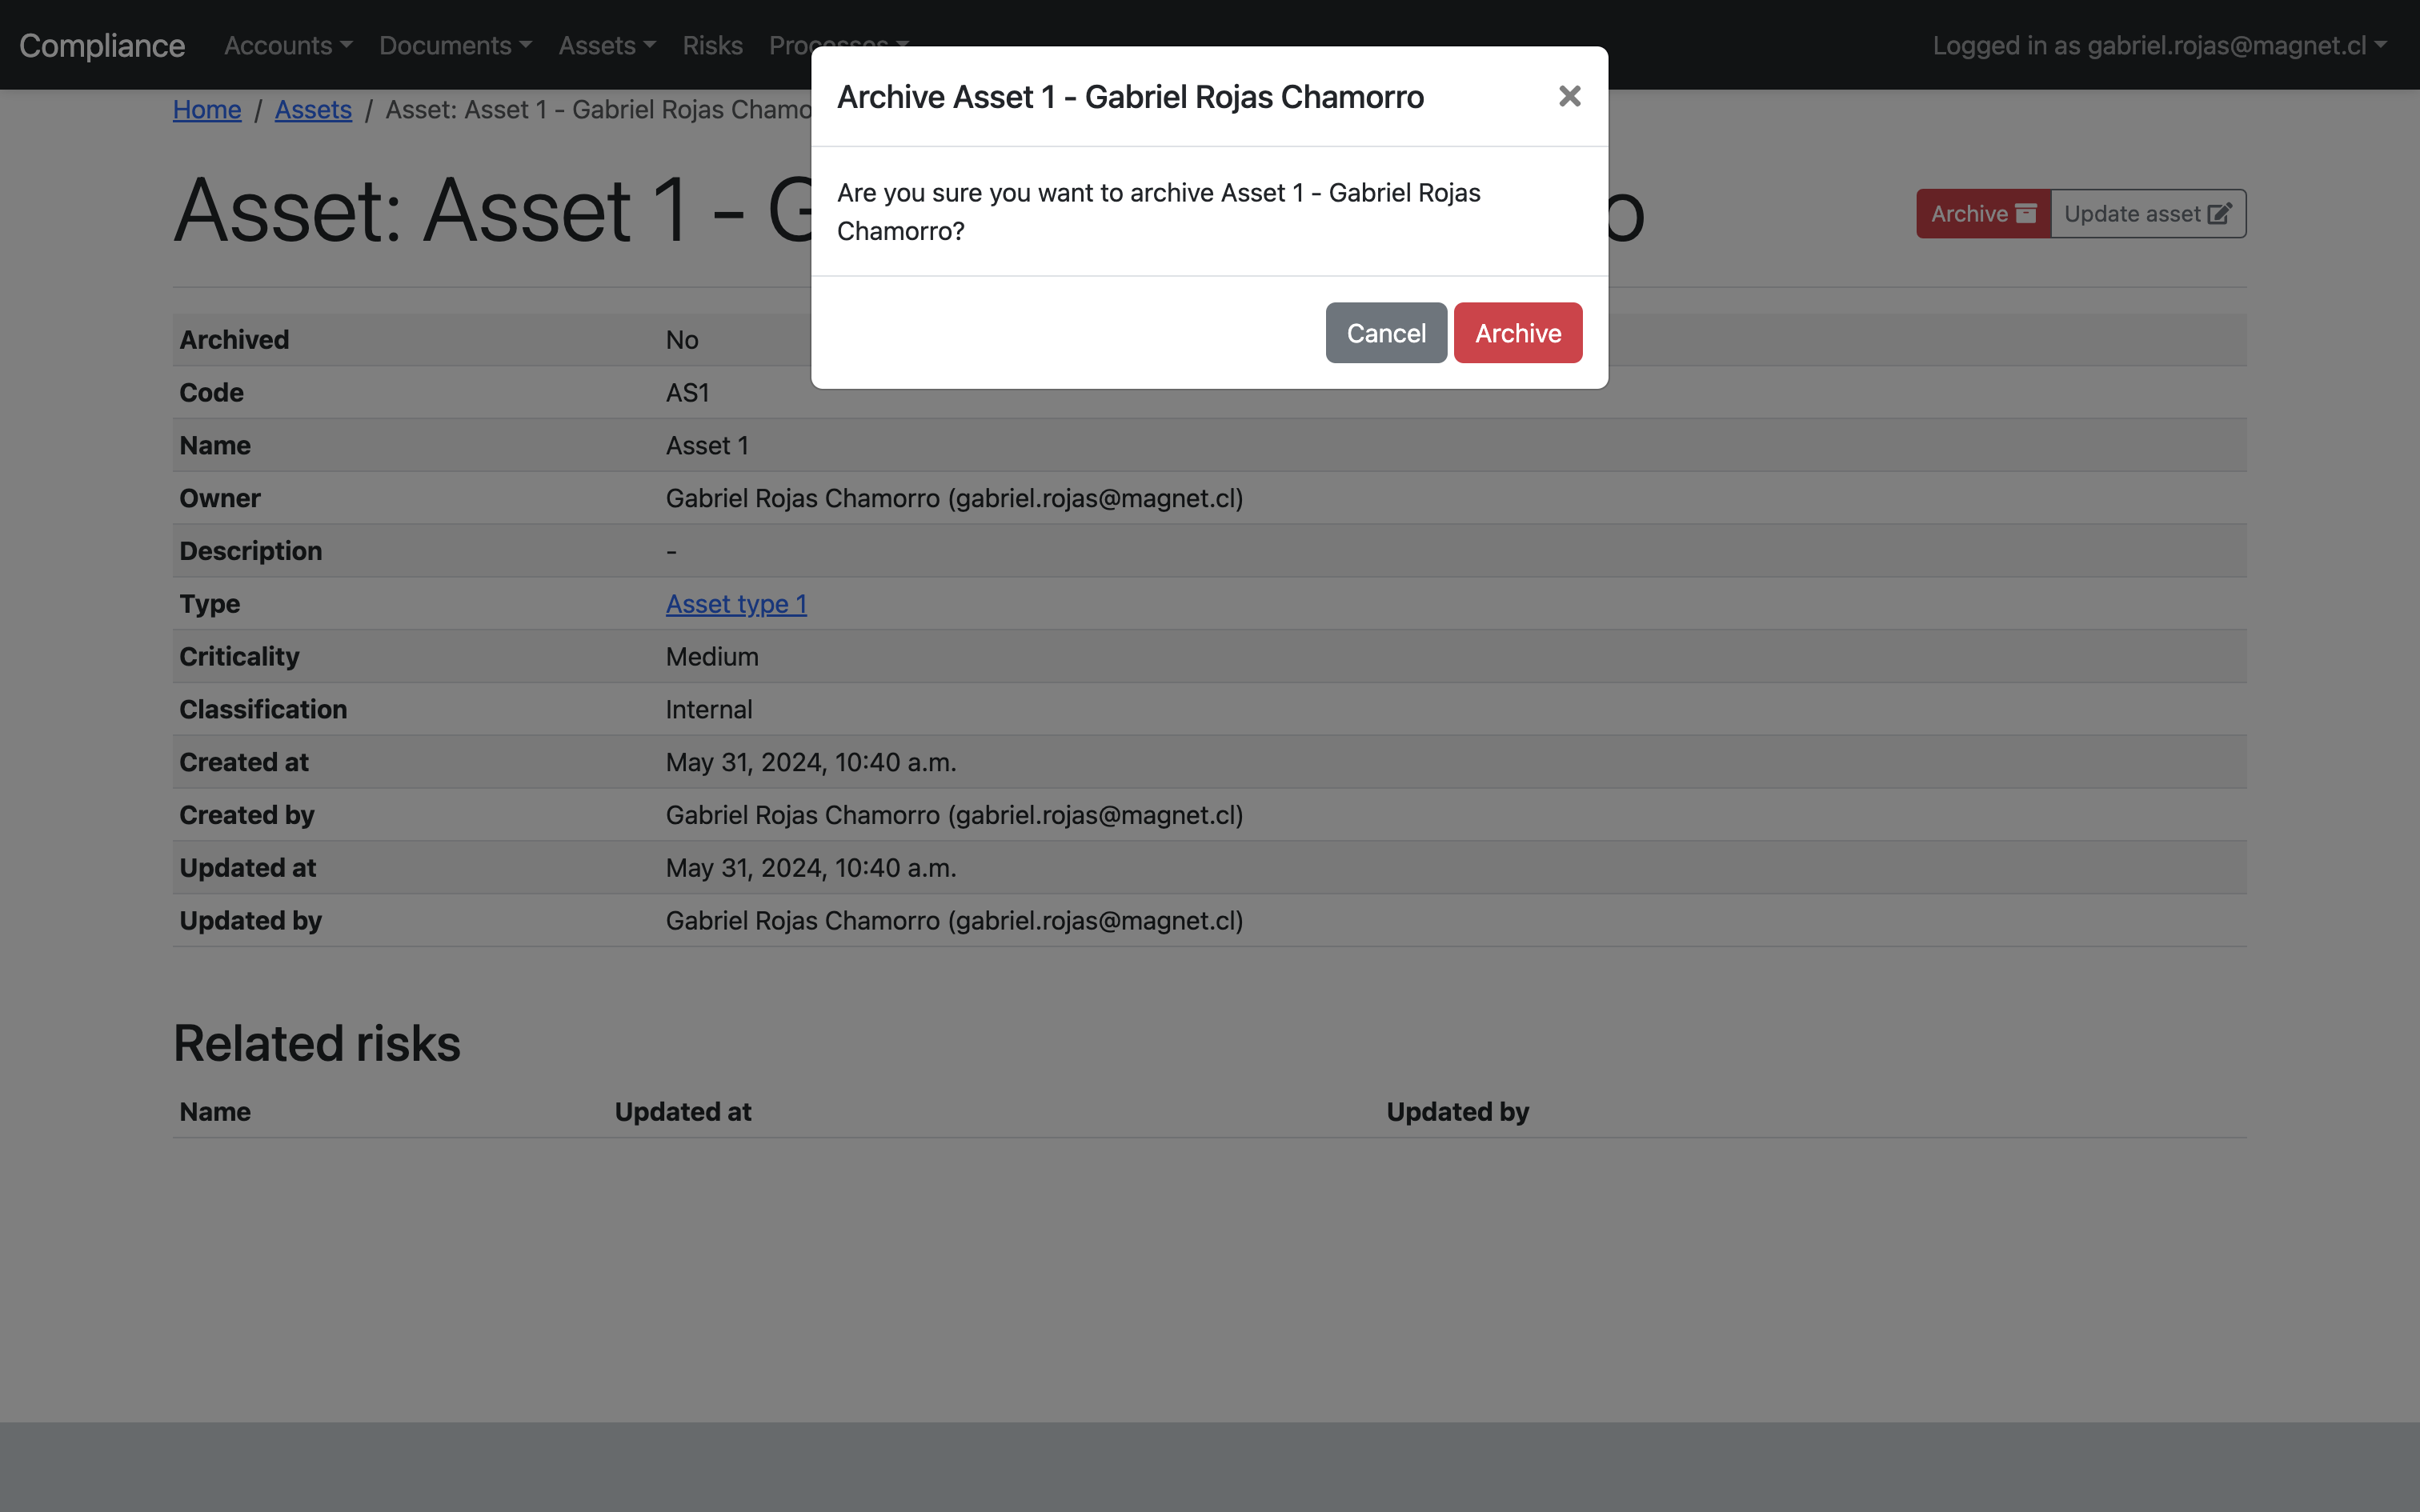 Compliance Accounts Documents Assets Risks Processes Logged in as gabriel.rojas@magnet.cl
Home / Assets / Asset: Asset 1 - Gabriel Rojas Chamo
Archive Asset 1 - Gabriel Rojas Chamorro
Are you sure you want to archive Asset 1 - Gabriel Rojas
Chamorro?
Cancel Archive
Asset: Asset 1 - G o
Archive Update asset
Archived No
Code AS1
Name Asset 1
Owner Gabriel Rojas Chamorro (gabriel.rojas@magnet.cl)
Description -
Type Asset type 1
Criticality Medium
Classification Internal
Created at May 31, 2024, 10:40 a.m.
Created by Gabriel Rojas Chamorro (gabriel.rojas@magnet.cl)
Updated at May 31, 2024, 10:40 a.m.
Updated by Gabriel Rojas Chamorro (gabriel.rojas@magnet.cl)
Related risks
Name Updated at Updated by